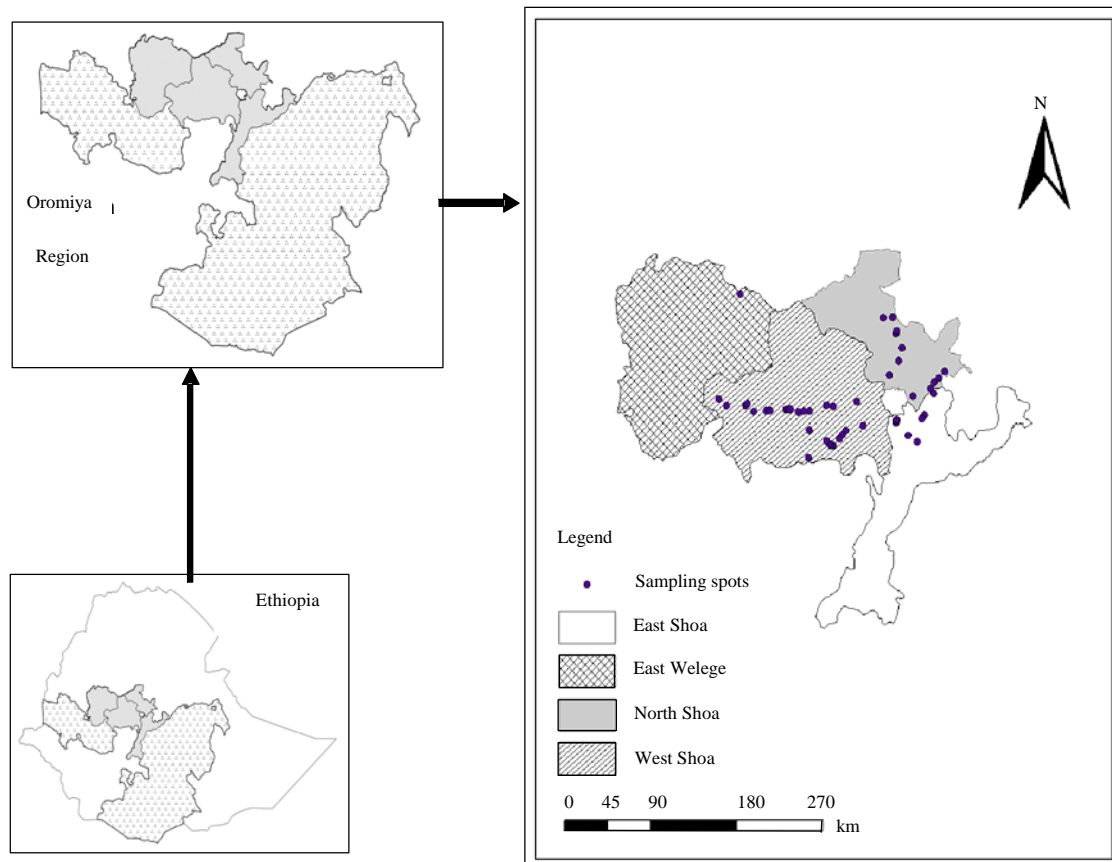 Oromiya
Region
Ethiopia
N
Legend
Sampling spots
East Shoa
East Welege
North Shoa
West Shoa
0 45 90 180 270
km